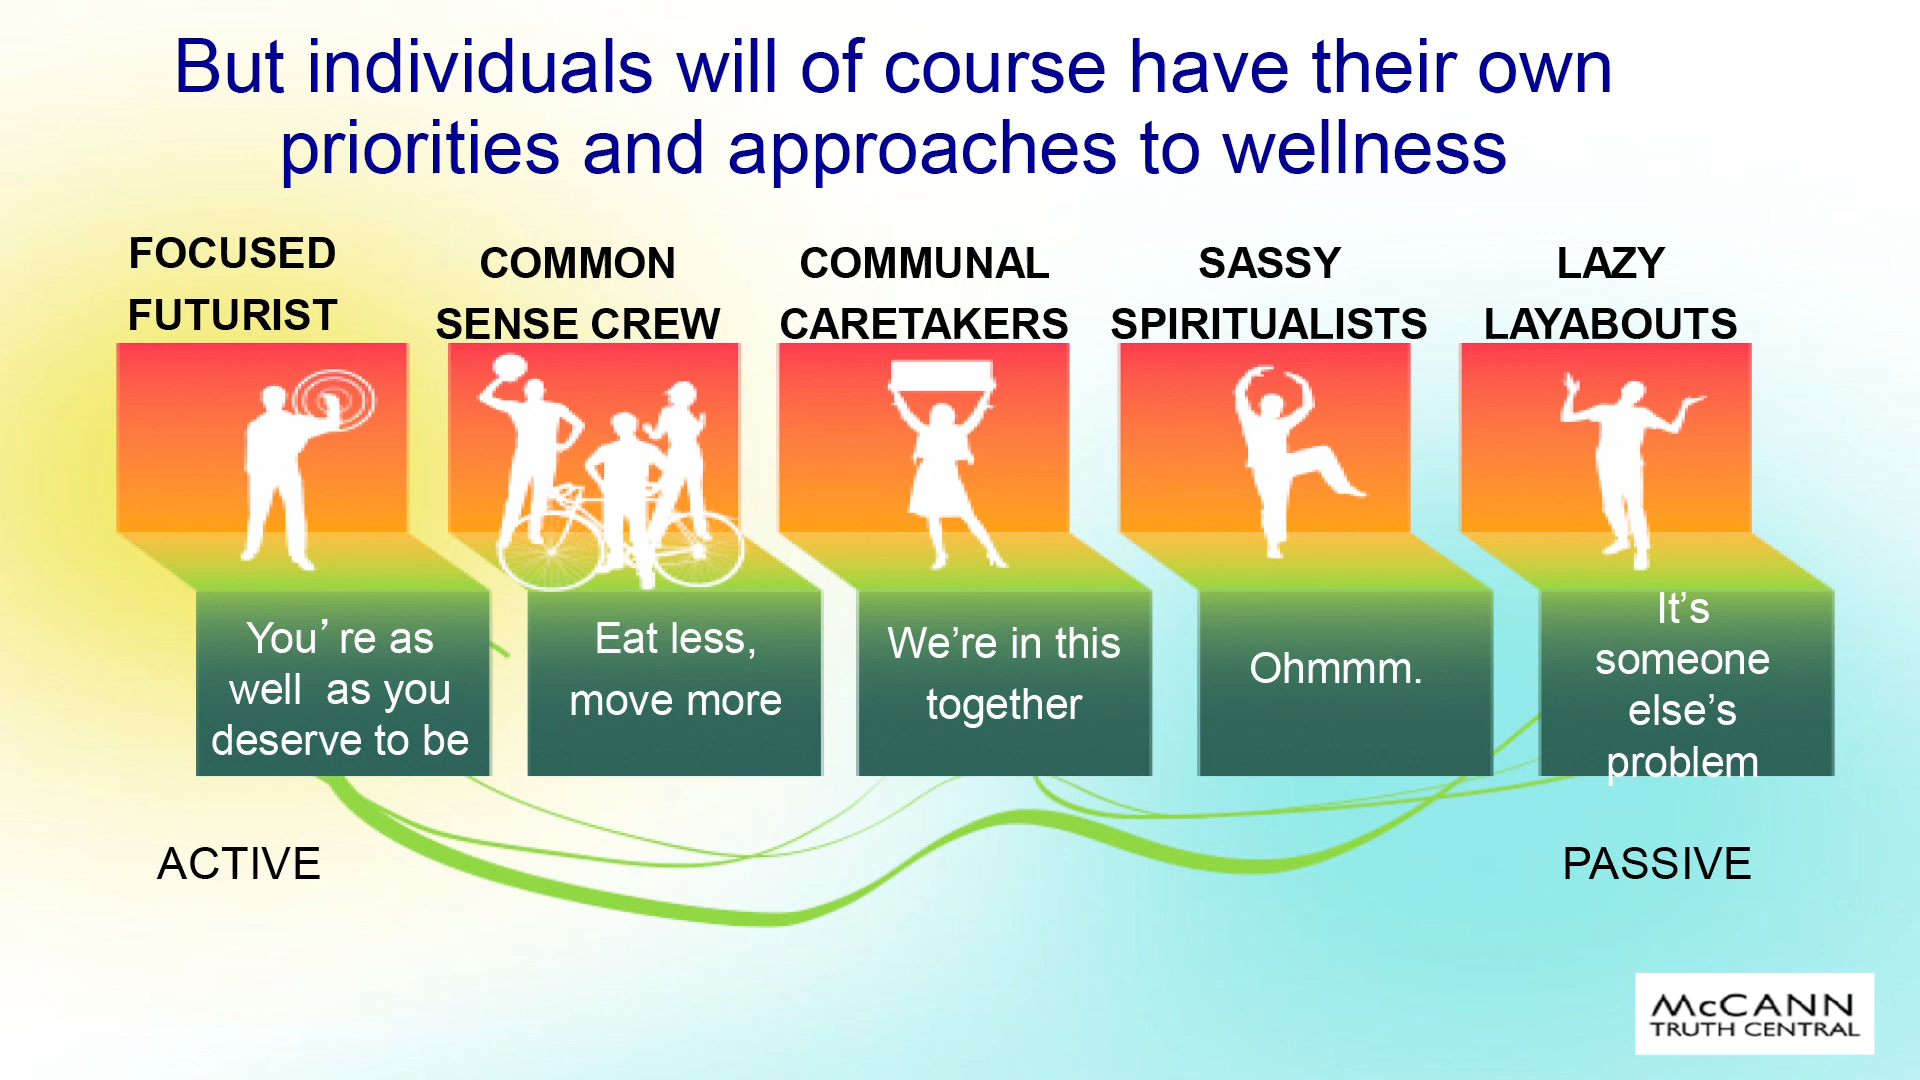 But individuals will of course have their own
priorities and approaches to wellness
FOCUSED
FUTURIST
COMMON
SENSE CREW
COMMUNAL
CARETAKERS
SASSY
SPIRITUALISTS
LAZY
LAYABOUTS
You’ re as
well  as you
deserve to be
Eat less,
move more
We’re in this
together
Ohmmm.
It’s
someone
else’s
problem
ACTIVE
PASSIVE
McCANN
TRUTH CENTRAL